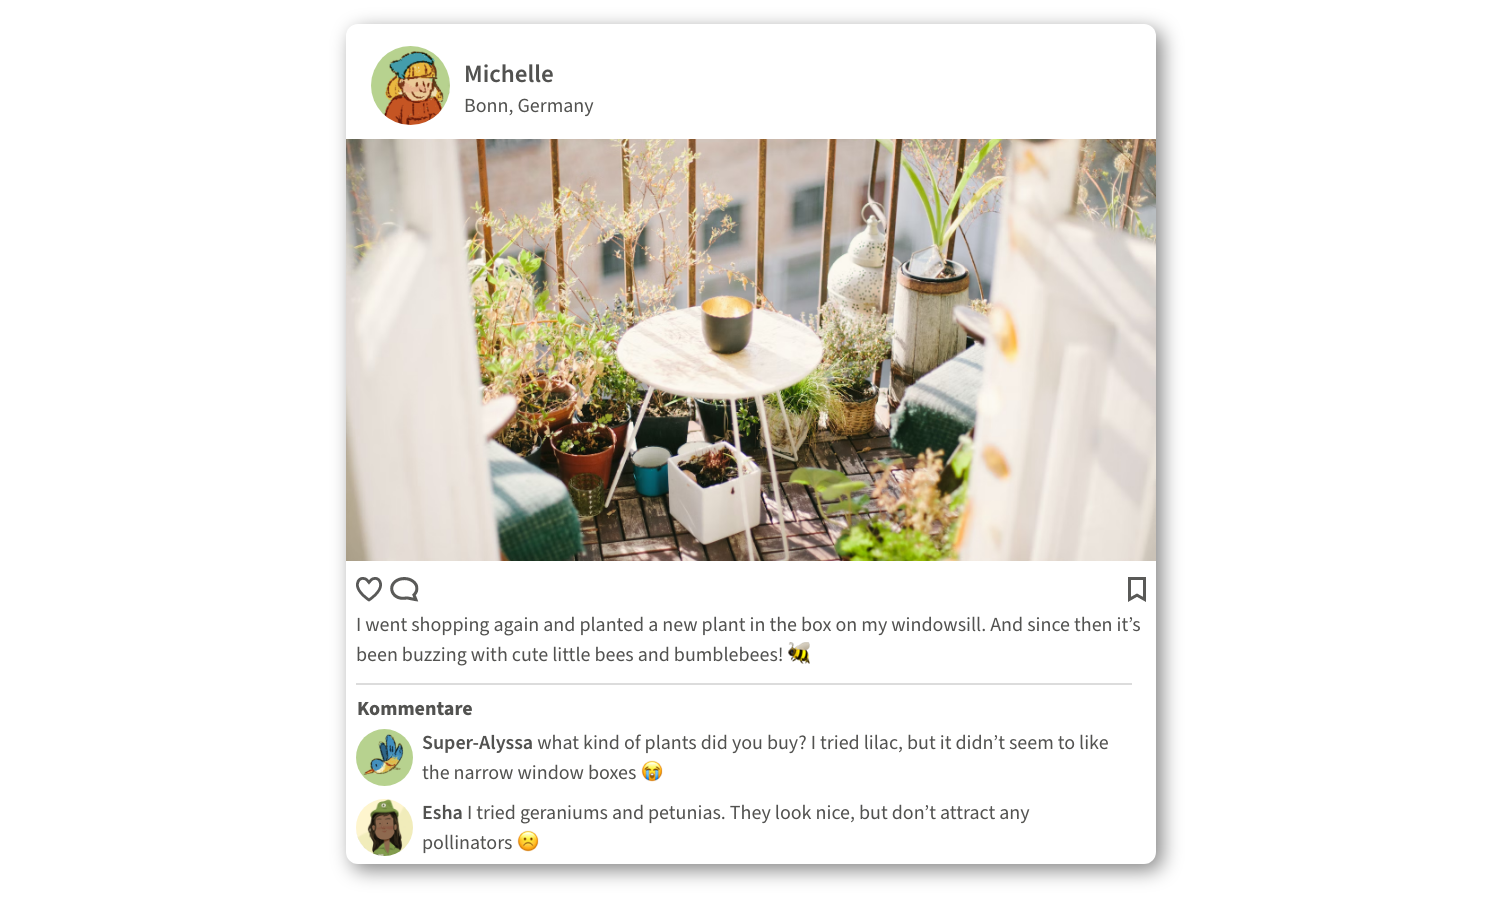 Michelle
Bonn, Germany
I went shopping again and planted a new plant in the box on my windowsill. And since then it’s
been buzzing with cute little bees and bumblebees! 🐝
Kommentare
Super-Alyssa what kind of plants did you buy? I tried lilac, but it didn’t seem to like
the narrow window boxes 😭
Esha I tried geraniums and petunias. They look nice, but don’t attract any
pollinators ☹️